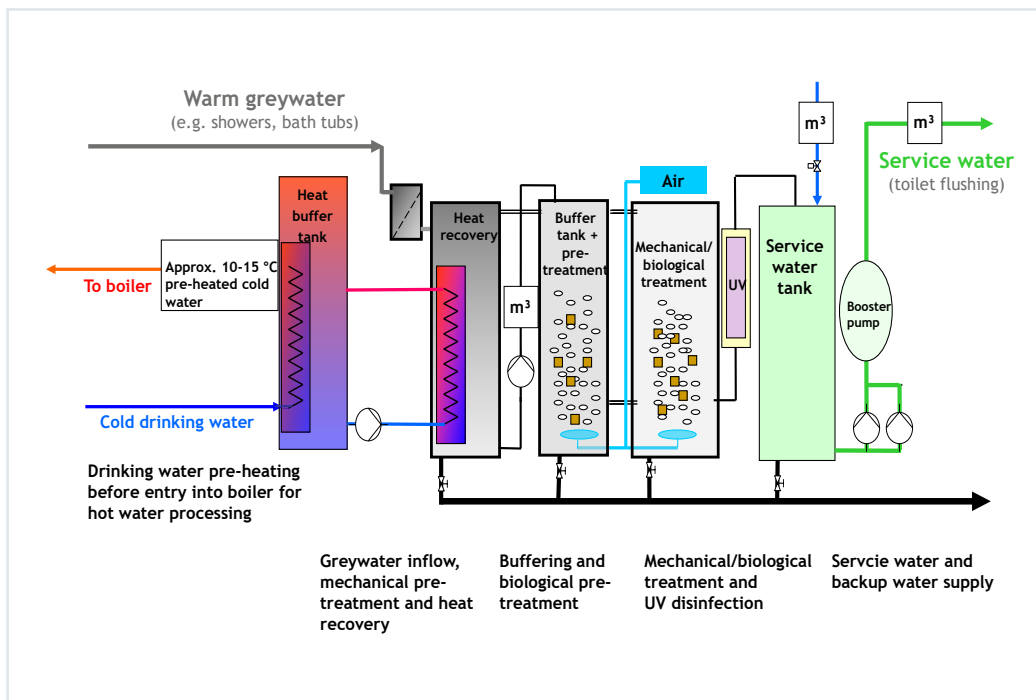 Warm greywater
(e.g. showers, bath tubs)
m³
m³
Service water
(toilet flushing)
Air
Heat
buffer
tank
Heat
recovery
Buffer
tank +
pre-
treatment
Mechanical/
biological
treatment
UV
Service
water
tank
Approx. 10-15 °C
pre-heated cold
water
To boiler
m³
Booster
pump
Cold drinking water
Drinking water pre-heating
before entry into boiler for
hot water processing
Greywater inflow,
mechanical pre-
treatment and heat
recovery
Buffering and
biological pre-
treatment
Mechanical/biological
treatment and
UV disinfection
Servcie water and
backup water supply